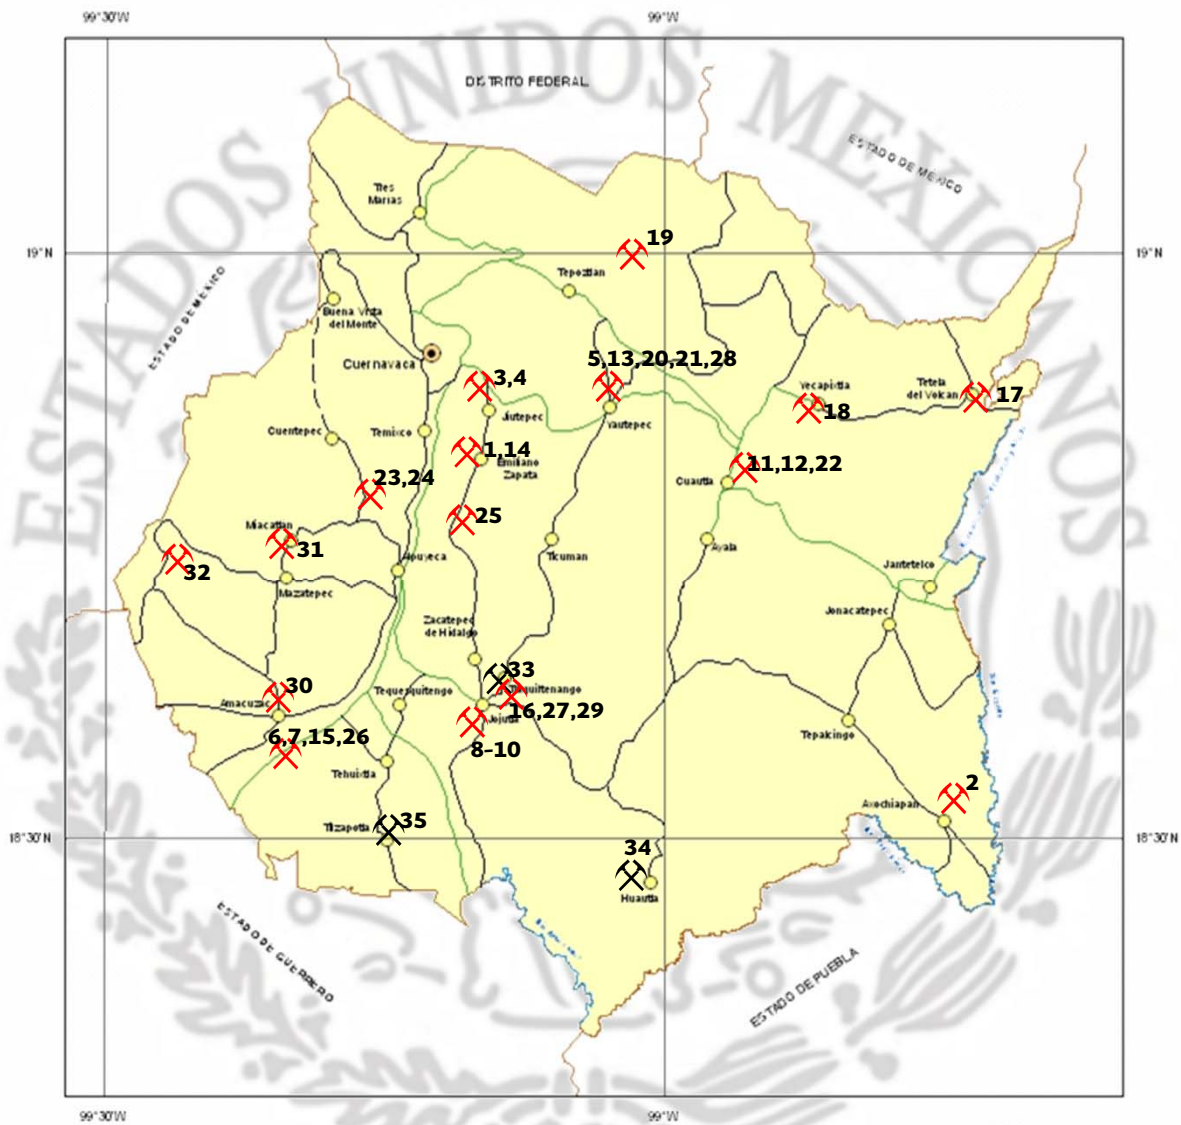 99°30'W
99°W
ESTADOS UNIDOS MEXICANOS
DISTRITO FEDERAL
ESTADO DE MÉXICO
Tres
Marías
19
19°N
19°N
Tepoztlan
ESTADO DE MÉXICO
Buena Vista
del Monte
Cuernavaca
5,13,20,21,28
3,4
Yecapixtla
Tetela
del Volcan
17
18
Jiutepec
Yautepec
Cuentepec
Temixco
1,14
Emiliano
Zapata
11,12,22
23,24
Cuautla
25
Miacatlan
31
Ticuman
Ayala
Alpuyeca
32
Jantetelco
Mazatepec
Jonacatepec
Zacatepec
de Hidalgo
33
30
Tequesquitengo
Tlaquiltenango
Amacuzac
16,27,29
Jojutla
6,7,15,26
8-10
Tepalcingo
Tehuixtla
2
Axochiapan
35
Tlizapotla
18°30'N
18°30'N
34
Huautla
ESTADO DE GUERRERO
ESTADO DE PUEBLA
99°30'W
99°W